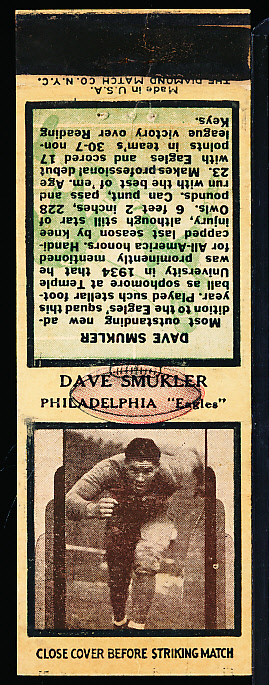 DAVE SMUKLER
Most outstanding new ad-
dition to the Eagles' squad this
year. Played such stellar foot-
ball as sophomore at Temple
University in 1934 that he
was prominently mentioned
for All-America honors. Handi-
capped last season by knee
injury, although still star of
Owls. 6 feet 2 inches, 228
pounds. Can punt, pass and
run with the best of 'em. Age
23. Makes professional debut
with Eagles and scored 17
points in team's 30-7 non-
league victory over Reading
Keys.
Made in U.S.A.
THE DIAMOND MATCH CO. N.Y.C.
DAVE SMUKLER
PHILADELPHIA "Eagles"
CLOSE COVER BEFORE STRIKING MATCH